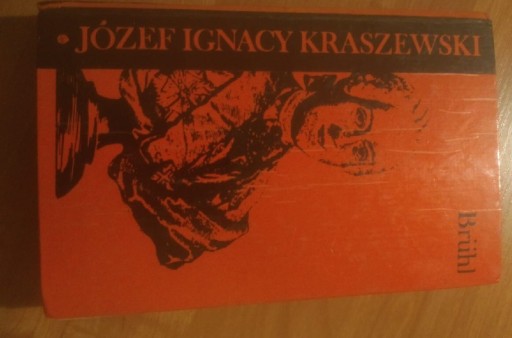 JÓZEF IGNACY KRASZEWSKI
Brühl